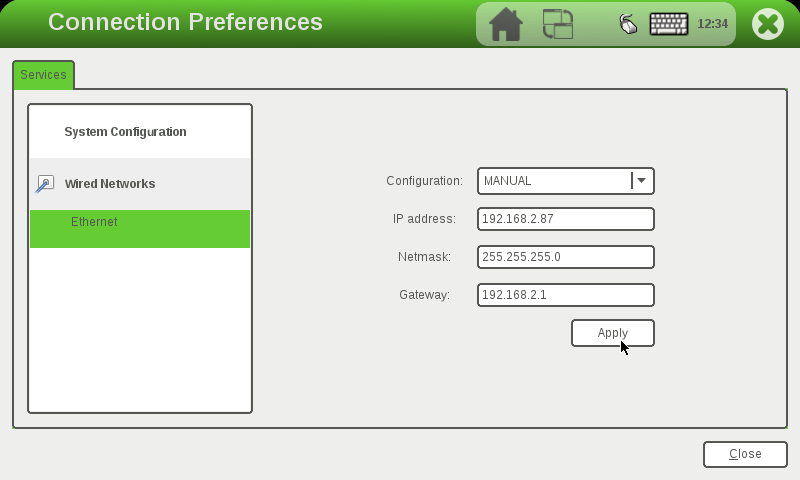 Connection Preferences
12:34
Services
System Configuration
Wired Networks
Ethernet
Configuration: MANUAL
IP address: 192.168.2.87
Netmask: 255.255.255.0
Gateway: 192.168.2.1
Apply
Close